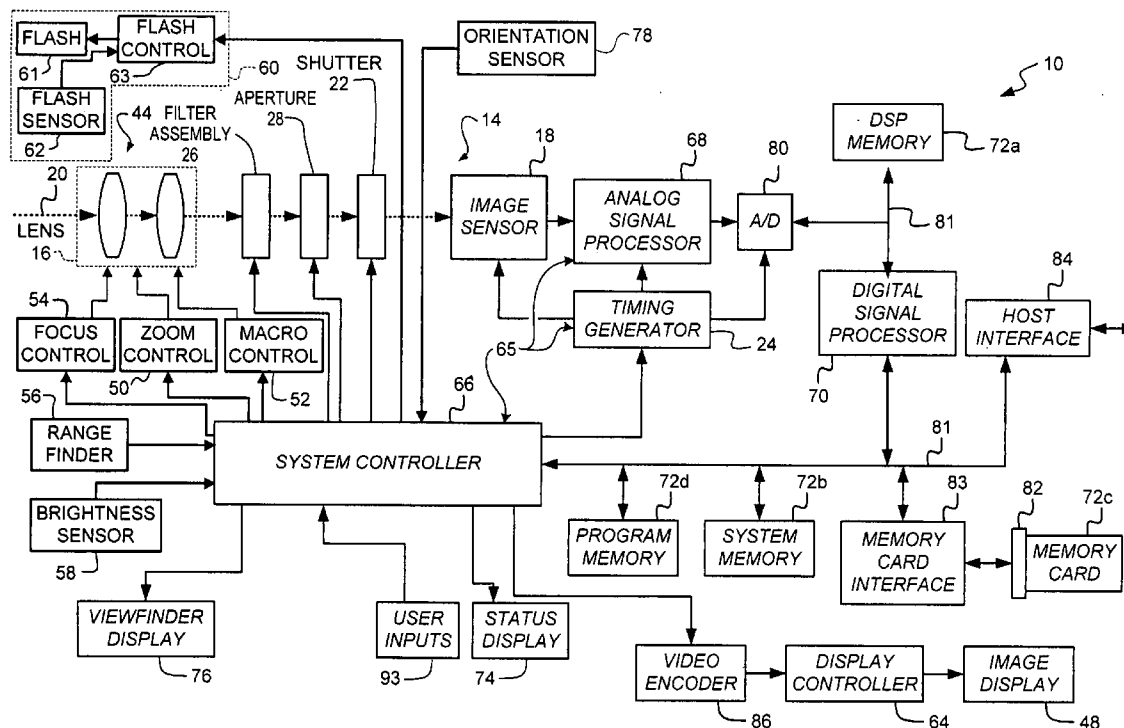 FLASH
61
FLASH
CONTROL
63
60
FLASH
SENSOR
62
ORIENTATION
SENSOR
78
10
SHUTTER
22
APERTURE
28
44
FILTER
ASSEMBLY
26
14
18
68
80
DSP
MEMORY
72a
20
LENS
16
IMAGE
SENSOR
ANALOG
SIGNAL
PROCESSOR
A/D
81
84
54
FOCUS
CONTROL
ZOOM
CONTROL
50
MACRO
CONTROL
52
65
TIMING
GENERATOR
24
DIGITAL
SIGNAL
PROCESSOR
70
HOST
INTERFACE
56
RANGE
FINDER
66
SYSTEM CONTROLLER
81
BRIGHTNESS
SENSOR
58
72d
PROGRAM
MEMORY
72b
SYSTEM
MEMORY
83
MEMORY
CARD
INTERFACE
82
72c
MEMORY
CARD
VIEWFINDER
DISPLAY
76
USER
INPUTS
93
STATUS
DISPLAY
74
VIDEO
ENCODER
86
DISPLAY
CONTROLLER
64
IMAGE
DISPLAY
48